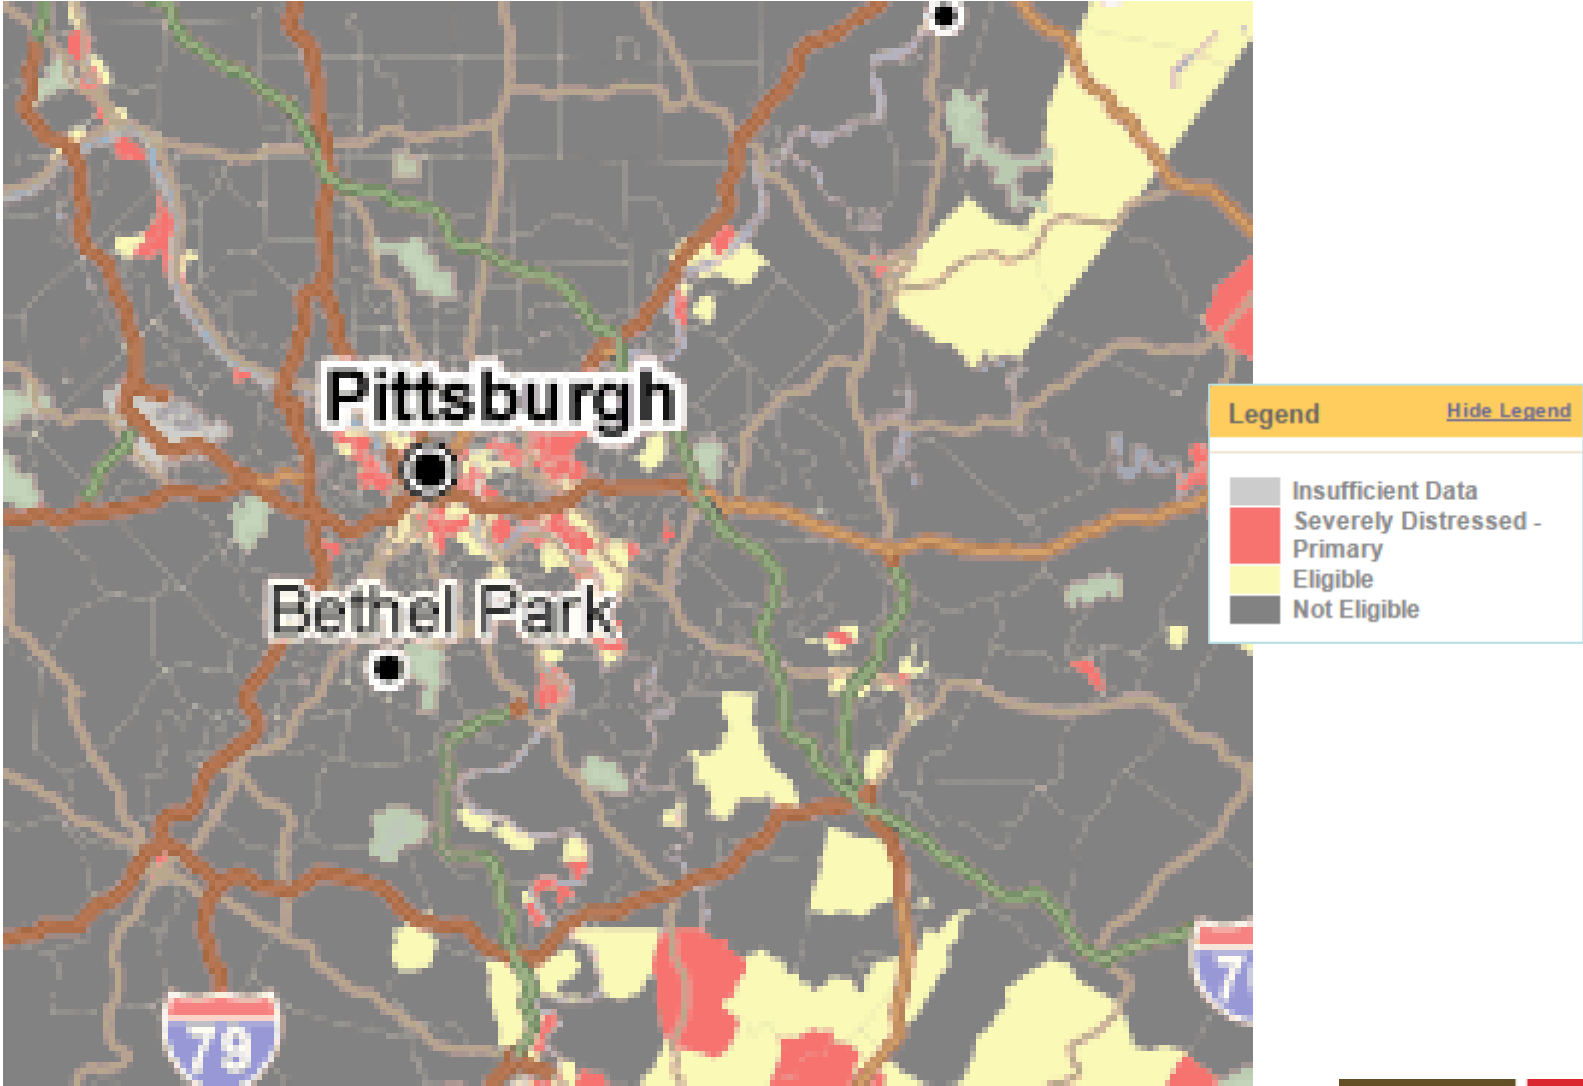 Pittsburgh
Legend
Hide Legend
Insufficient Data
Severely Distressed -
Primary
Eligible
Not Eligible
Bethel Park
79